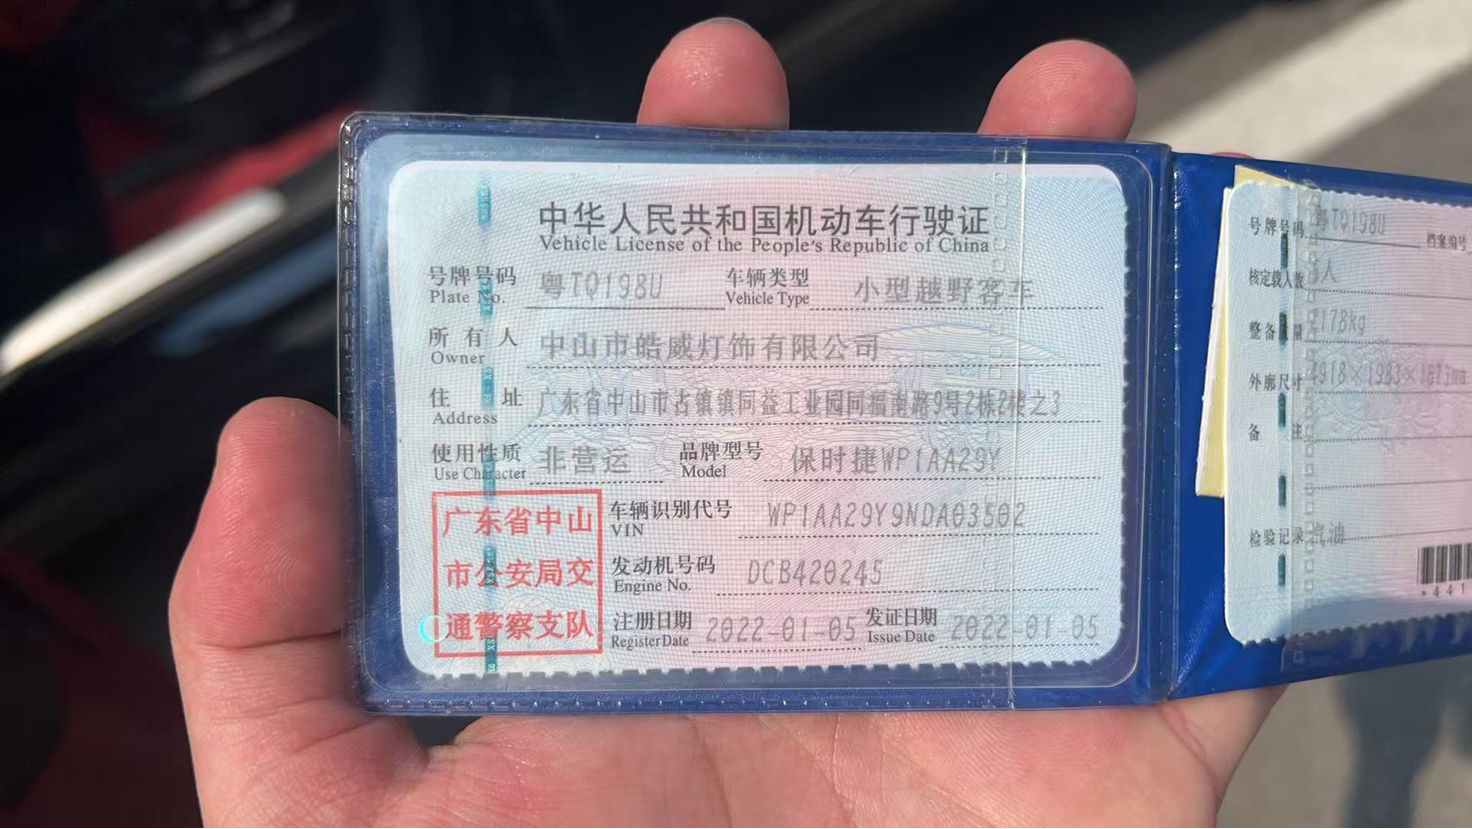 中华人民共和国机动车行驶证
Vehicle License of the People's Republic of China
号牌号码 粤TQ198U 车辆类型 小型越野客车
Plate No. Vehicle Type
所有人 中山市皓威灯饰有限公司
Owner
住址 广东省中山市古镇镇同益工业园同福南路9号2栋2楼之3
Address
使用性质 非营运 品牌型号 保时捷WP1AA29Y
Use Character Model
车辆识别代号 WP1AA29Y9NDA03502
VIN
发动机号码 DCB420245
Engine No.
注册日期 2022-01-05 发证日期 2022-01-05
Register Date Issue Date
广东省中山
市公安局交
通警察支队
号牌号码 粤TQ198U 档案编号
核定载人数 人
整备质量 2178kg
外廓尺寸
备注
检验记录 汽油
*441